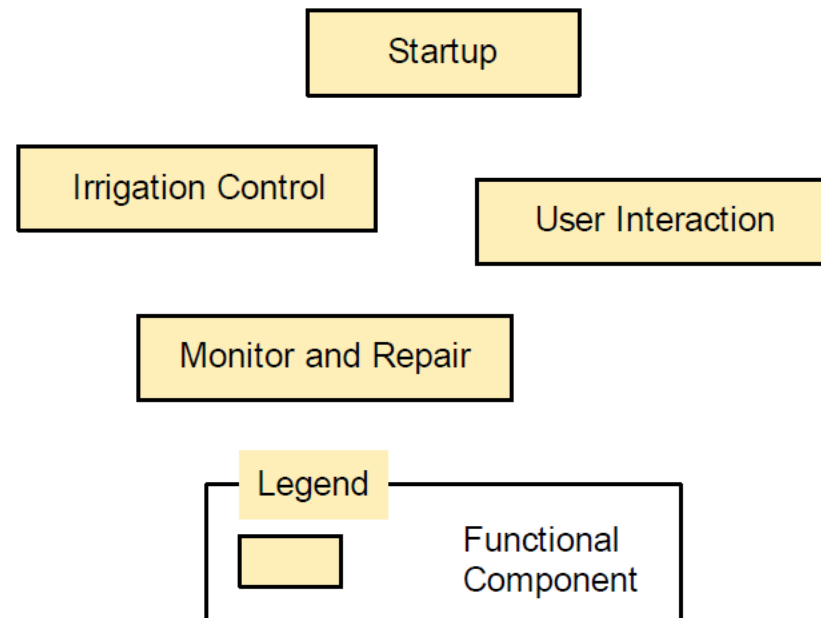 Startup
Irrigation Control
User Interaction
Monitor and Repair
Legend
Functional
Component